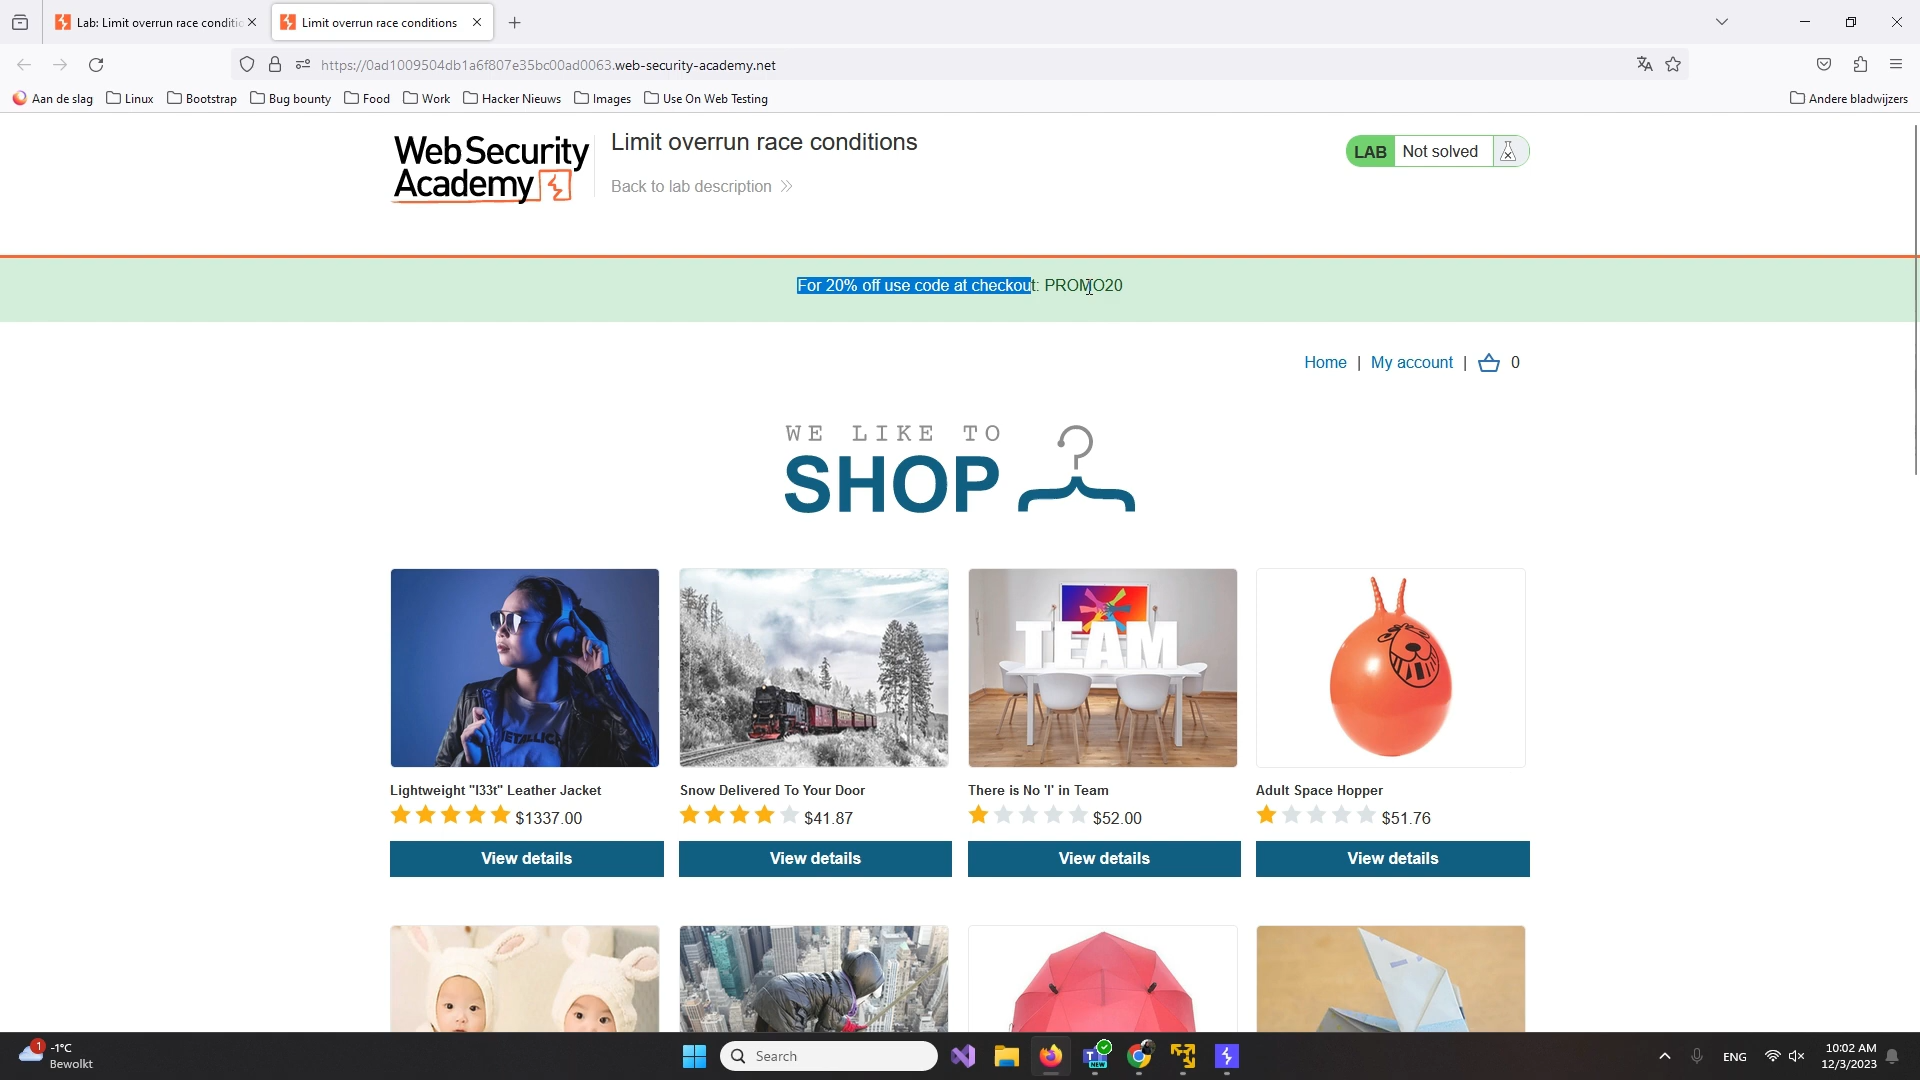 Lab: Limit overrun race conditic
Limit overrun race conditions
https://0ad1009504db1a6f807e35bc00ad0063.web-security-academy.net
Aan de slag
Linux
Bootstrap
Bug bounty
Food
Work
Hacker Nieuws
Images
Use On Web Testing
Andere bladwijzers
Web Security
Academy
Limit overrun race conditions
Back to lab description
LAB
Not solved
For 20% off use code at checkout: PROMO20
Home | My account | 0
WE LIKE TO
SHOP
METALLICA
TEAM
Lightweight "l33t" Leather Jacket
$1337.00
View details
Snow Delivered To Your Door
$41.87
View details
There is No 'I' in Team
$52.00
View details
Adult Space Hopper
$51.76
View details
1
-1°C
Bewolkt
Search
NEW
ENG
10:02 AM
12/3/2023